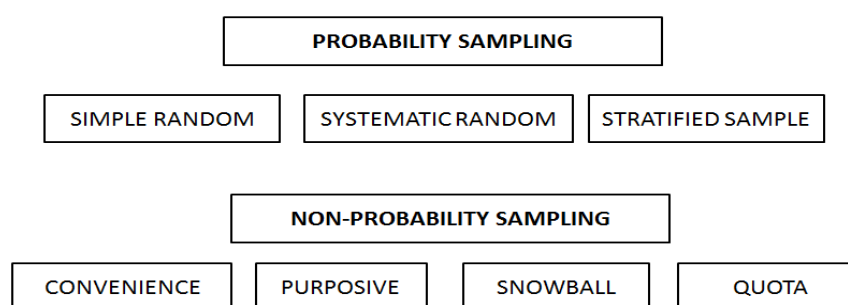 PROBABILITY SAMPLING
SIMPLE RANDOM
SYSTEMATIC RANDOM
STRATIFIED SAMPLE
NON-PROBABILITY SAMPLING
CONVENIENCE
PURPOSIVE
SNOWBALL
QUOTA